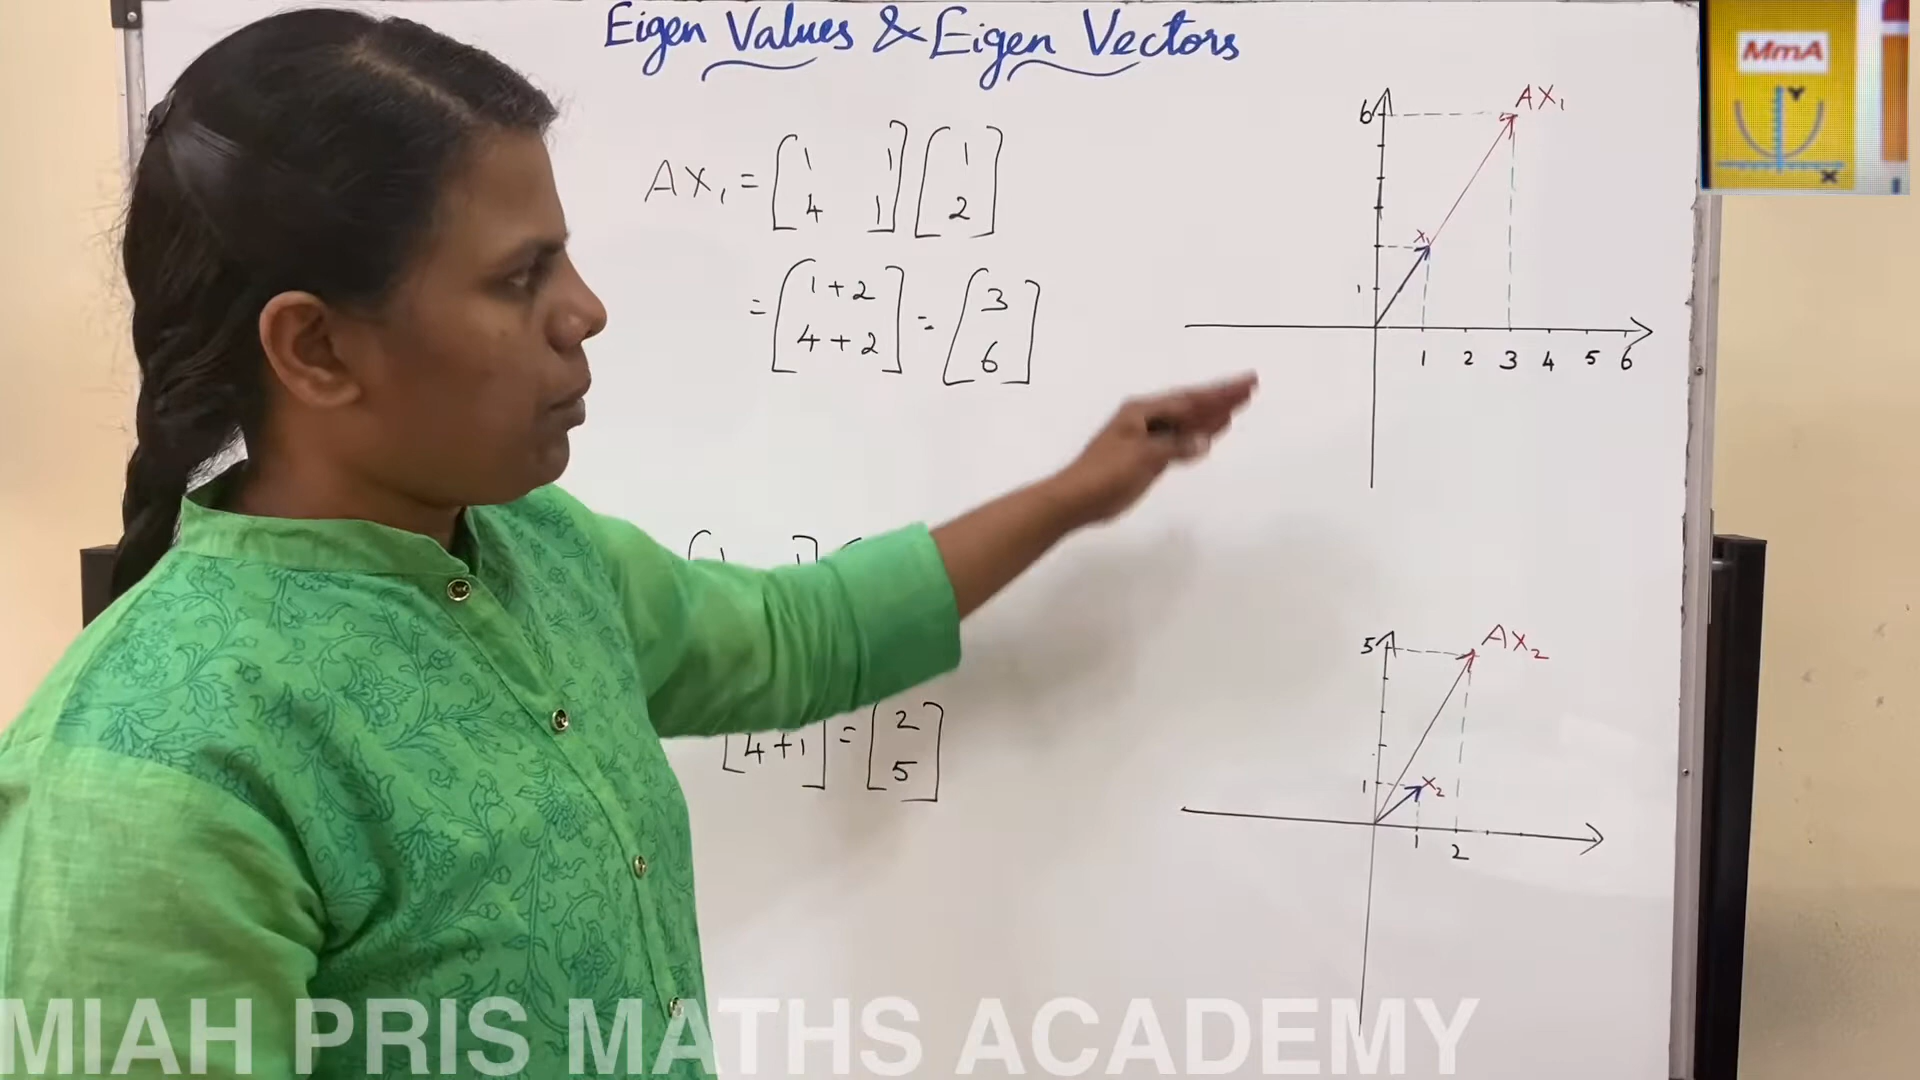 Eigen Values & Eigen Vectors
AX₁ = [1 1
4 1] [1
2]
= [1+2
4+2] = [3
6]
4+1] = [2
5]
6
AX₁
X₁
1
1 2 3 4 5 6
5
AX₂
1
X₂
1 2
MmA
Y
X
MIAH PRIS MATHS ACADEMY